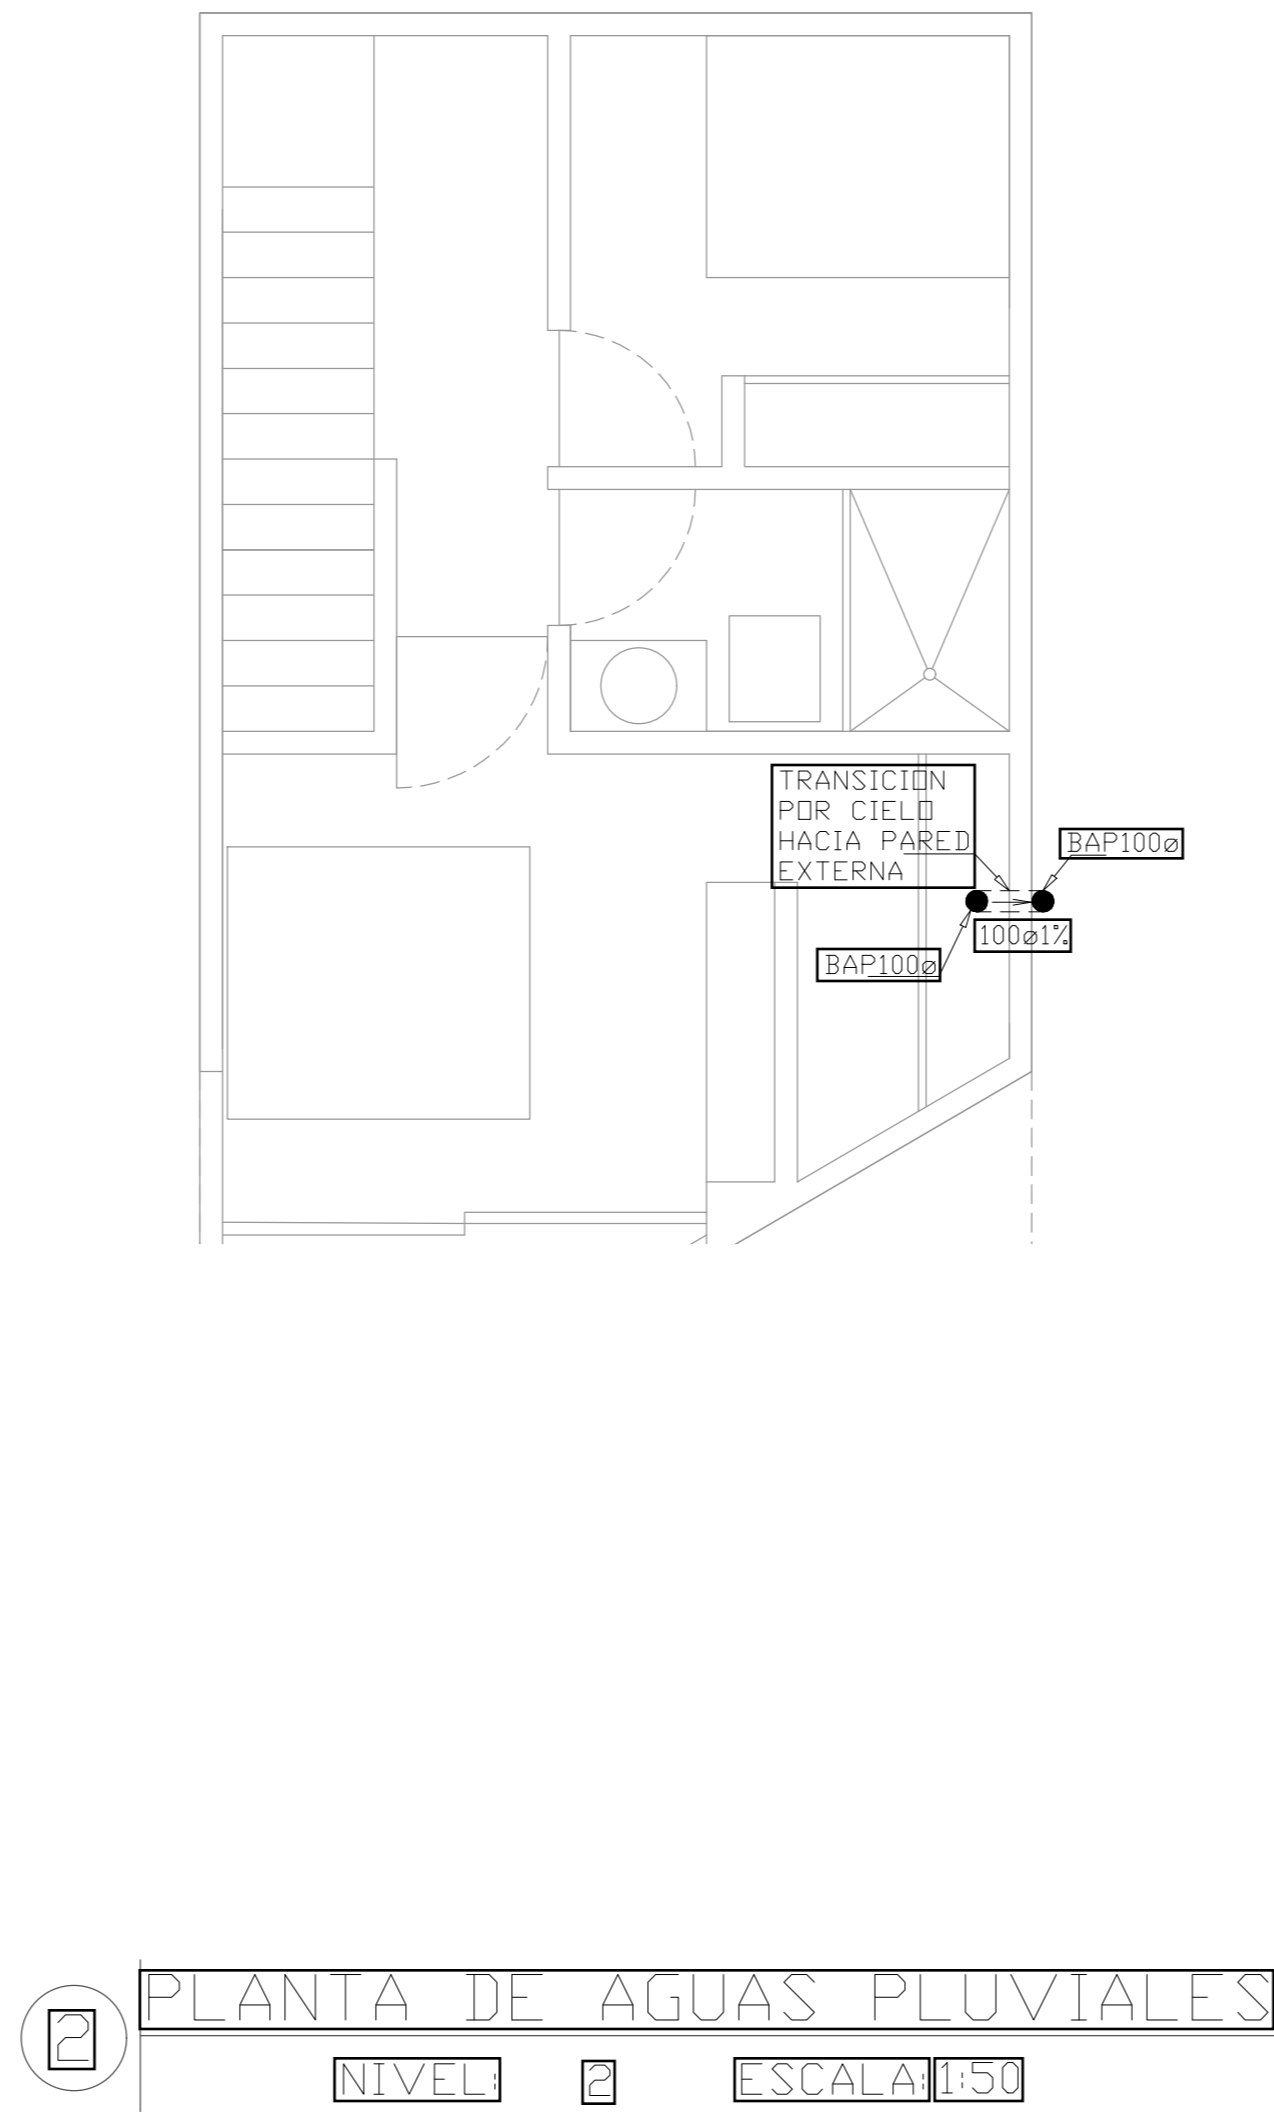 TRANSICION
POR CIELO
HACIA PARED
EXTERNA
BAP100ø
100ø1%
BAP100ø
2
PLANTA DE AGUAS PLUVIALES
NIVEL: 2 ESCALA: 1:50